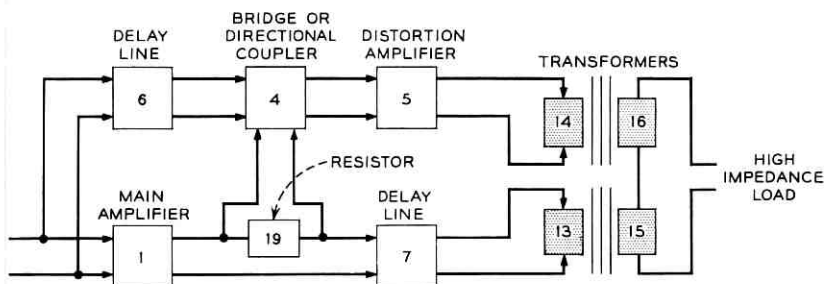 BRIDGE OR
DIRECTIONAL
COUPLER
DELAY
LINE
DISTORTION
AMPLIFIER
TRANSFORMERS
6
4
5
14
16
RESISTOR
HIGH
IMPEDANCE
LOAD
MAIN
AMPLIFIER
DELAY
LINE
1
19
7
13
15